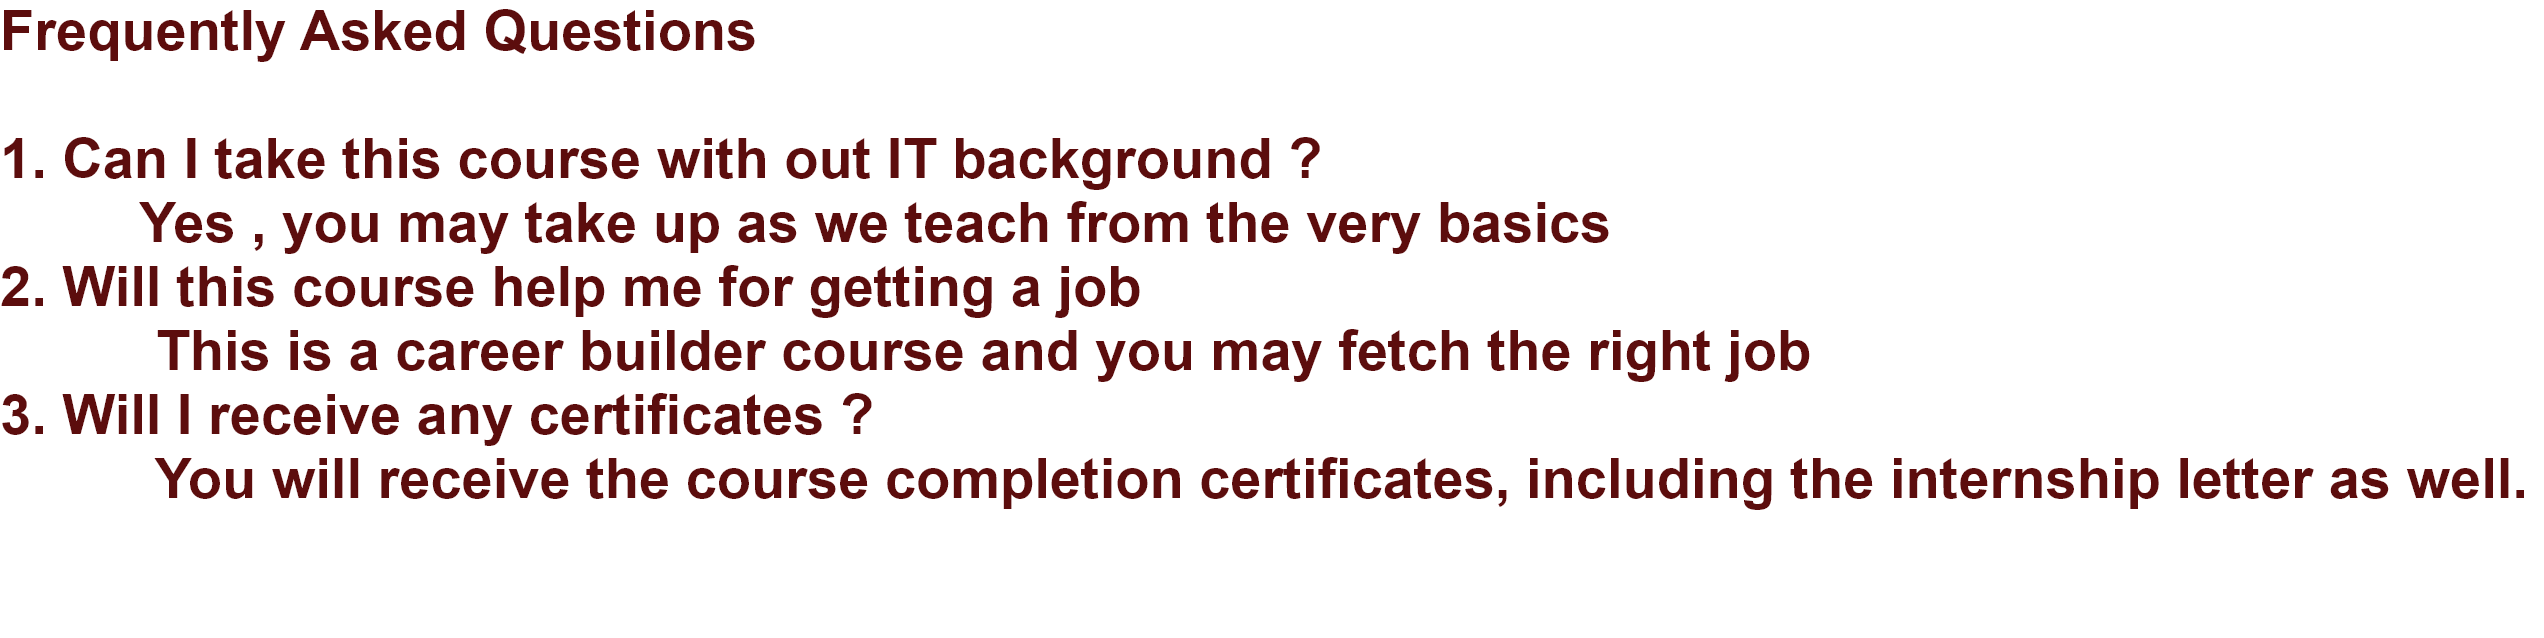 Frequently Asked Questions
1. Can I take this course with out IT background ?
Yes , you may take up as we teach from the very basics
2. Will this course help me for getting a job
This is a career builder course and you may fetch the right job
3. Will I receive any certificates ?
You will receive the course completion certificates, including the internship letter as well.